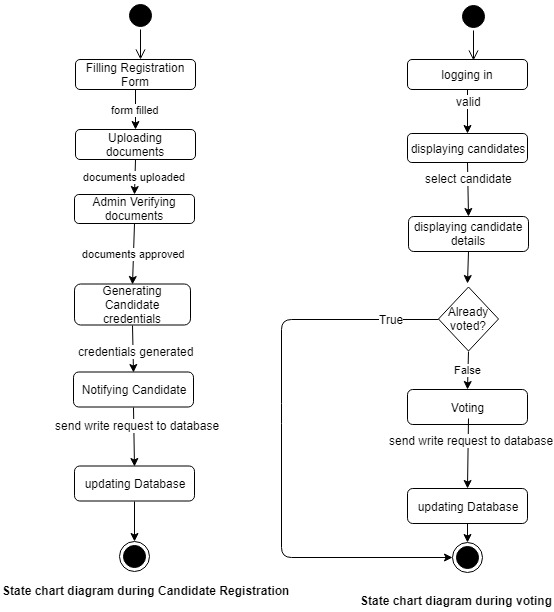 Filling Registration
Form
form filled
Uploading
documents
documents uploaded
Admin Verifying
documents
documents approved
Generating
Candidate
credentials
credentials generated
Notifying Candidate
send write request to database
updating Database
State chart diagram during Candidate Registration
logging in
valid
displaying candidates
select candidate
displaying candidate
details
Already
voted?
True
False
Voting
send write request to database
updating Database
State chart diagram during voting